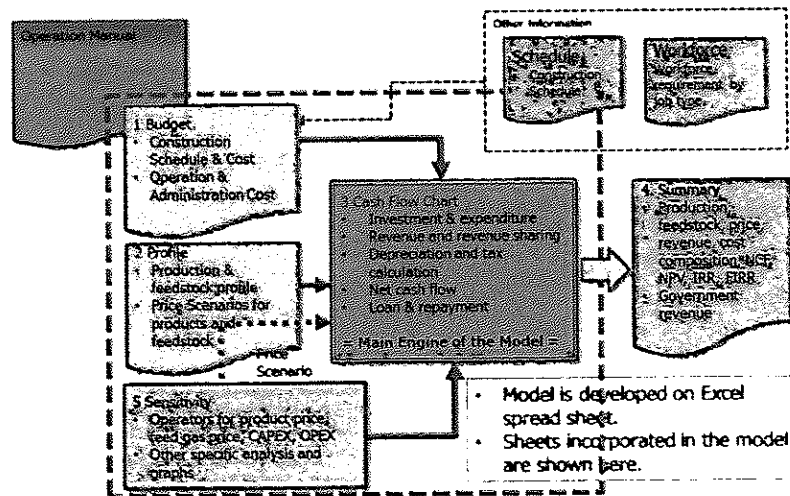 Other Information
Operation Manual
Schedule
• Construction
Schedule
Workforce
Workforce
requirement by
job type.
1 Budget
• Construction
Schedule & Cost
• Operation &
Administration Cost
3 Cash Flow Chart
• Investment & expenditure
• Revenue and revenue sharing
• Depreciation and tax
calculation
• Net cash flow
• Loan & repayment
= Main Engine of the Model =
4. Summary
• Production,
feedstock, price,
revenue, cost
composition, NCF,
NPV, IRR, EIRR
• Government
revenue
2 Profile
• Production &
feedstock profile
• Price Scenarios for
products and
feedstock
Price
Scenario
5 Sensitivity
• Operators for product price,
feed gas price, CAPEX, OPEX
• Other specific analysis and
graphs
• Model is developed on Excel
spread sheet.
• Sheets incorporated in the model
are shown here.